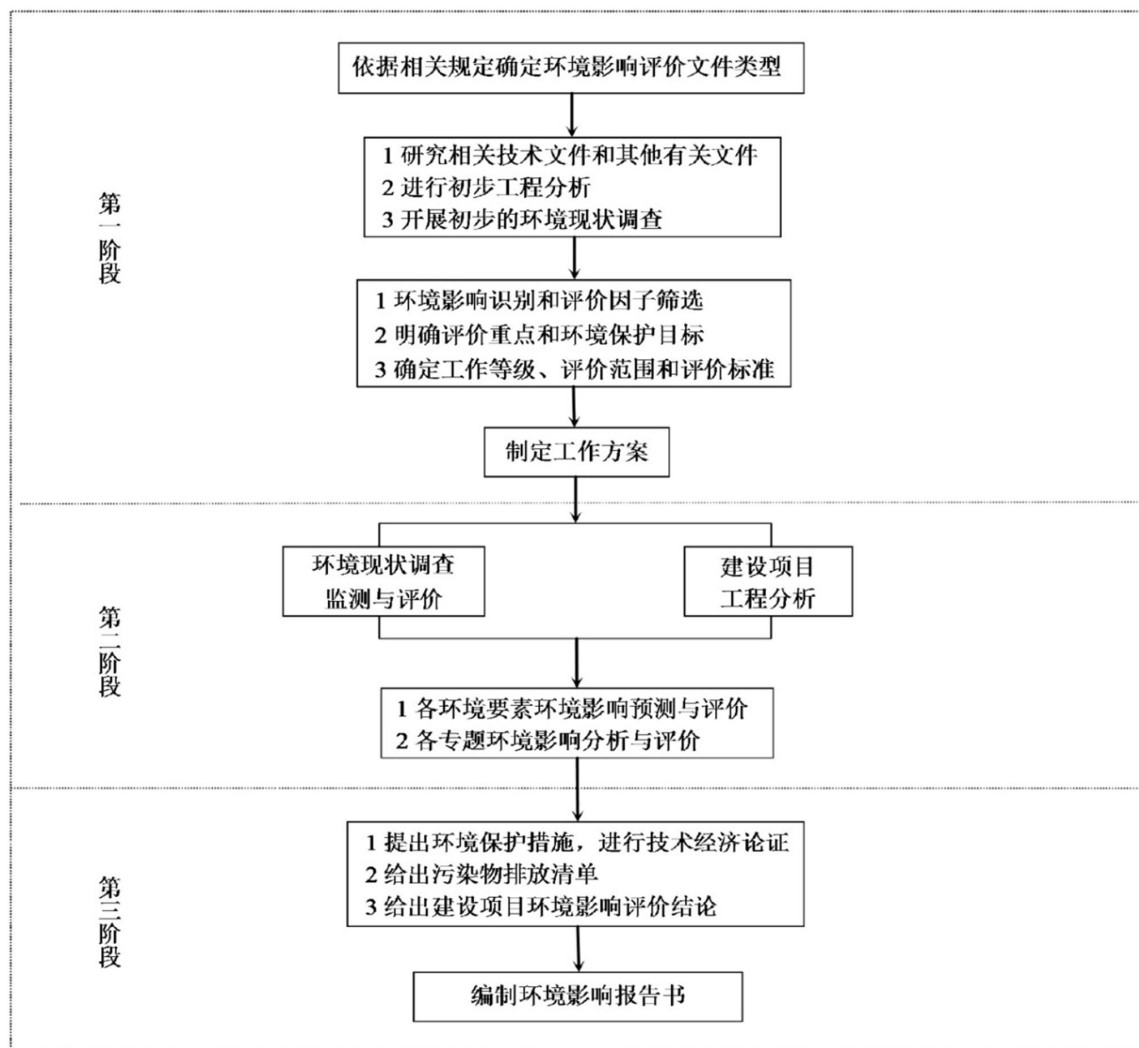 依据相关规定确定环境影响评价文件类型
第一阶段
1 研究相关技术文件和其他有关文件
2 进行初步工程分析
3 开展初步的环境现状调查
1 环境影响识别和评价因子筛选
2 明确评价重点和环境保护目标
3 确定工作等级、评价范围和评价标准
制定工作方案
第二阶段
环境现状调查
监测与评价
建设项目
工程分析
1 各环境要素环境影响预测与评价
2 各专题环境影响分析与评价
第三阶段
1 提出环境保护措施，进行技术经济论证
2 给出污染物排放清单
3 给出建设项目环境影响评价结论
编制环境影响报告书